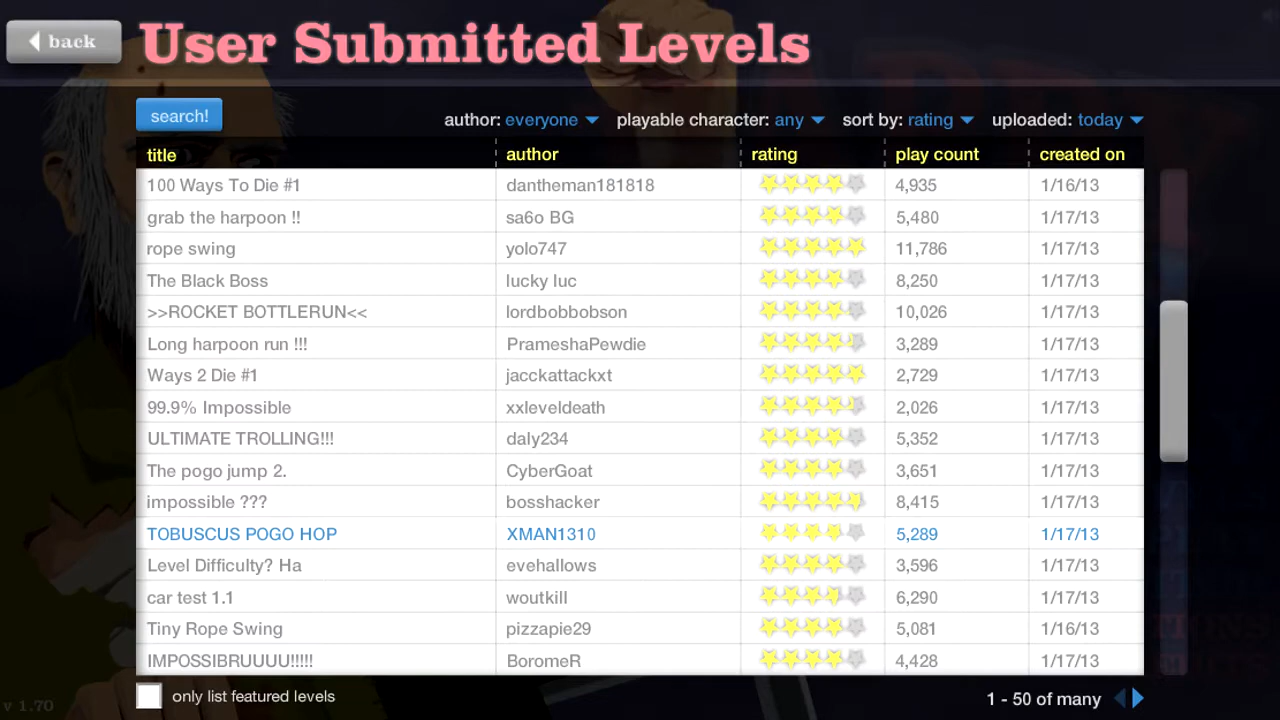 back
User Submitted Levels
search!
author: everyone playable character: any sort by: rating uploaded: today
title author rating play count created on
100 Ways To Die #1 dantheman181818 4,935 1/16/13
grab the harpoon !! sa6o BG 5,480 1/17/13
rope swing yolo747 11,786 1/17/13
The Black Boss lucky luc 8,250 1/17/13
>>ROCKET BOTTLERUN<< lordbobbobson 10,026 1/17/13
Long harpoon run !!! PrameshaPewdie 3,289 1/17/13
Ways 2 Die #1 jacckattackxt 2,729 1/17/13
99.9% Impossible xxleveldeath 2,026 1/17/13
ULTIMATE TROLLING!!! daly234 5,352 1/17/13
The pogo jump 2. CyberGoat 3,651 1/17/13
impossible ??? bosshacker 8,415 1/17/13
TOBUSCUS POGO HOP XMAN1310 5,289 1/17/13
Level Difficulty? Ha evehallows 3,596 1/17/13
car test 1.1 woutkill 6,290 1/17/13
Tiny Rope Swing pizzapie29 5,081 1/16/13
IMPOSSIBRUUUU!!!!! BoromeR 4,428 1/17/13
only list featured levels
1 - 50 of many
v 1.70